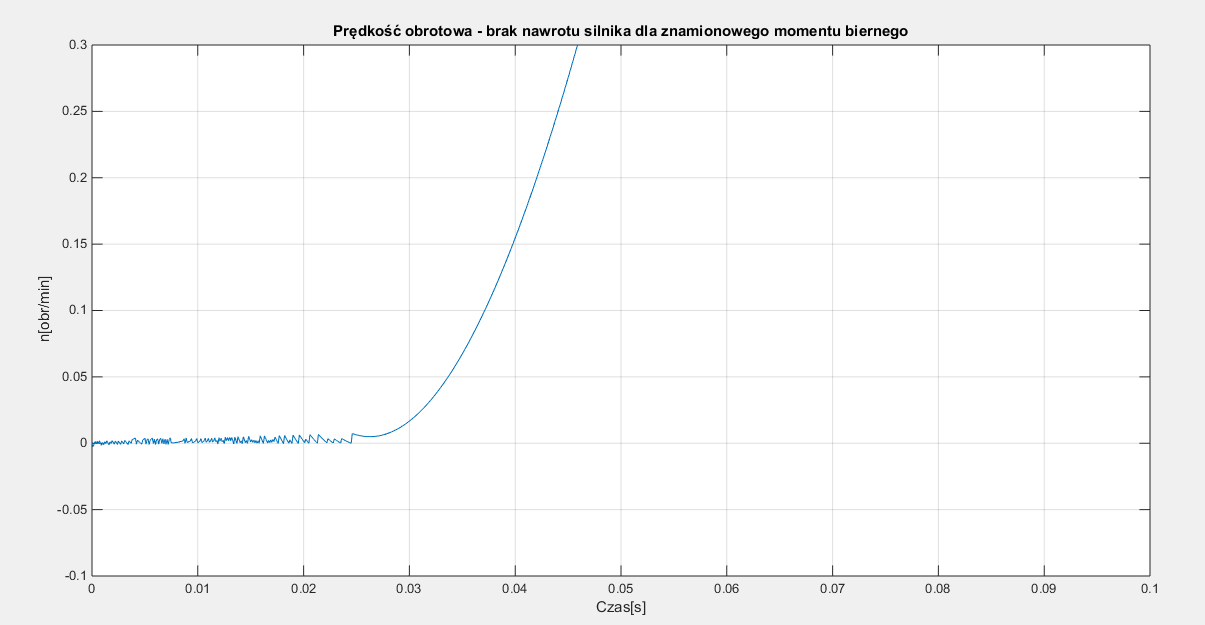 Prędkość obrotowa - brak nawrotu silnika dla znamionowego momentu biernego
0.3
0.25
0.2
0.15
0.1
0.05
0
-0.05
-0.1
n[obr/min]
0 0.01 0.02 0.03 0.04 0.05 0.06 0.07 0.08 0.09 0.1
Czas[s]